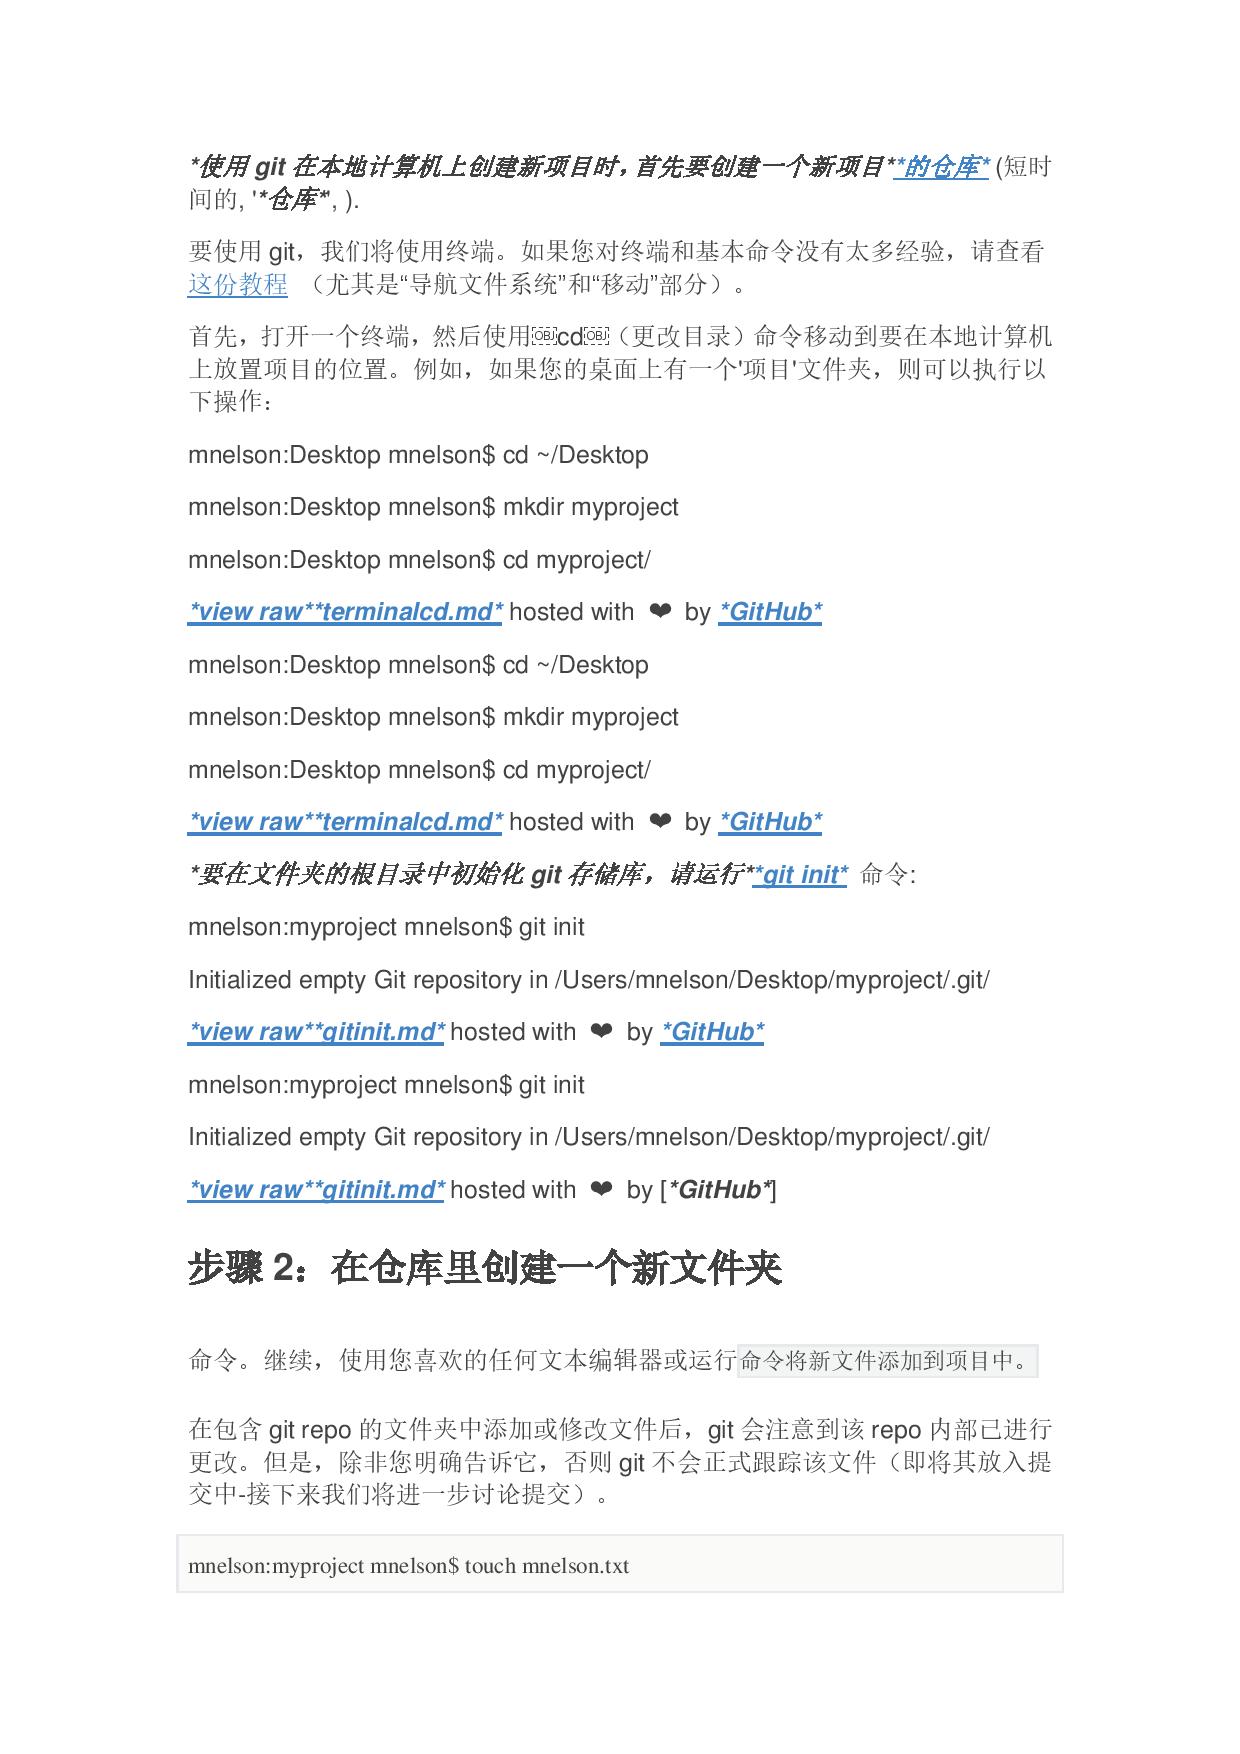 *使用 git 在本地计算机上创建新项目时，首先要创建一个新项目**的仓库* (短时
间的, '*仓库*', ).
要使用 git，我们将使用终端。如果您对终端和基本命令没有太多经验，请查看
这份教程 （尤其是“导航文件系统”和“移动”部分）。
首先，打开一个终端，然后使用￼cd￼（更改目录）命令移动到要在本地计算机
上放置项目的位置。例如，如果您的桌面上有一个'项目'文件夹，则可以执行以
下操作：
mnelson:Desktop mnelson$ cd ~/Desktop
mnelson:Desktop mnelson$ mkdir myproject
mnelson:Desktop mnelson$ cd myproject/
*view raw**terminalcd.md* hosted with ❤ by *GitHub*
mnelson:Desktop mnelson$ cd ~/Desktop
mnelson:Desktop mnelson$ mkdir myproject
mnelson:Desktop mnelson$ cd myproject/
*view raw**terminalcd.md* hosted with ❤ by *GitHub*
*要在文件夹的根目录中初始化 git 存储库，请运行**git init* 命令:
mnelson:myproject mnelson$ git init
Initialized empty Git repository in /Users/mnelson/Desktop/myproject/.git/
*view raw**gitinit.md* hosted with ❤ by *GitHub*
mnelson:myproject mnelson$ git init
Initialized empty Git repository in /Users/mnelson/Desktop/myproject/.git/
*view raw**gitinit.md* hosted with ❤ by [*GitHub*]
步骤 2：在仓库里创建一个新文件夹
命令。继续，使用您喜欢的任何文本编辑器或运行命令将新文件添加到项目中。
在包含 git repo 的文件夹中添加或修改文件后，git 会注意到该 repo 内部已进行
更改。但是，除非您明确告诉它，否则 git 不会正式跟踪该文件（即将其放入提
交中-接下来我们将进一步讨论提交）。
mnelson:myproject mnelson$ touch mnelson.txt